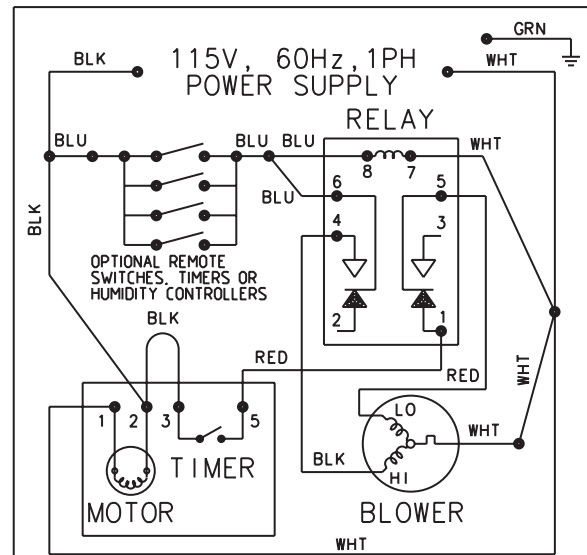 GRN
BLK
115V, 60Hz, 1PH
WHT
POWER SUPPLY
RELAY
BLU
BLU
BLU
WHT
8
7
6
5
BLU
4
3
BLK
OPTIONAL REMOTE
SWITCHES, TIMERS OR
HUMIDITY CONTROLLERS
BLK
2
1
RED
WHT
RED
1
2
3
5
LO
WHT
TIMER
BLK
HI
MOTOR
BLOWER
WHT